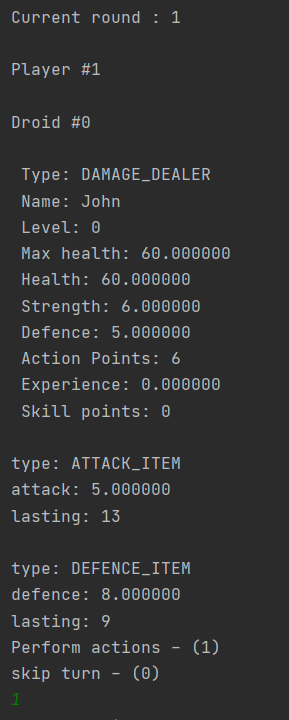 Current round : 1
Player #1
Droid #0
Type: DAMAGE_DEALER
Name: John
Level: 0
Max health: 60.000000
Health: 60.000000
Strength: 6.000000
Defence: 5.000000
Action Points: 6
Experience: 0.000000
Skill points: 0
type: ATTACK_ITEM
attack: 5.000000
lasting: 13
type: DEFENCE_ITEM
defence: 8.000000
lasting: 9
Perform actions – (1)
skip turn – (0)
1